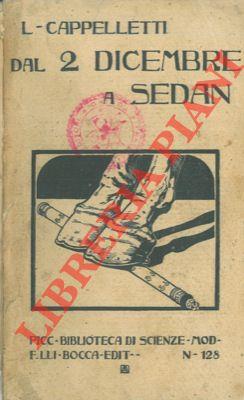 L-CAPPELLETTI
DAL 2 DICEMBRE
A SEDAN
LIBRERIA PIANI
PICC-BIBLIOTECA DI SCIENZE-MOD-
F.LLI-BOCCA-EDIT-- N-128